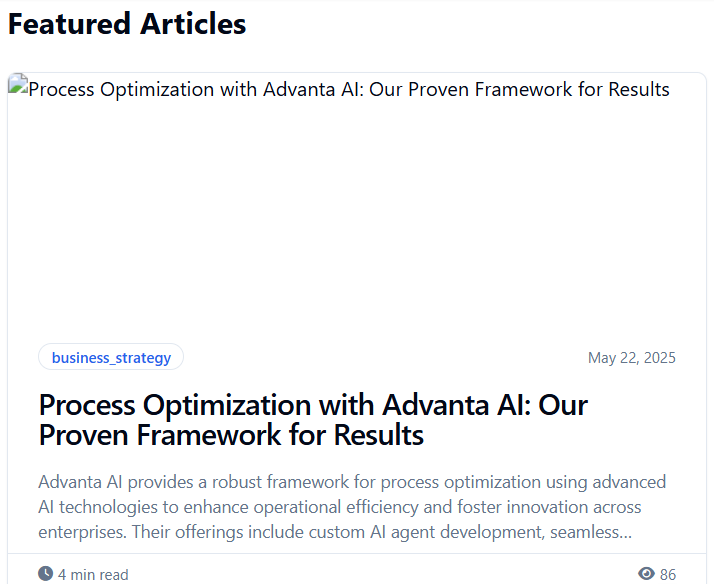 Featured Articles
Process Optimization with Advanta AI: Our Proven Framework for Results
business_strategy
May 22, 2025
Process Optimization with Advanta AI: Our
Proven Framework for Results
Advanta AI provides a robust framework for process optimization using advanced
AI technologies to enhance operational efficiency and foster innovation across
enterprises. Their offerings include custom AI agent development, seamless...
4 min read
86